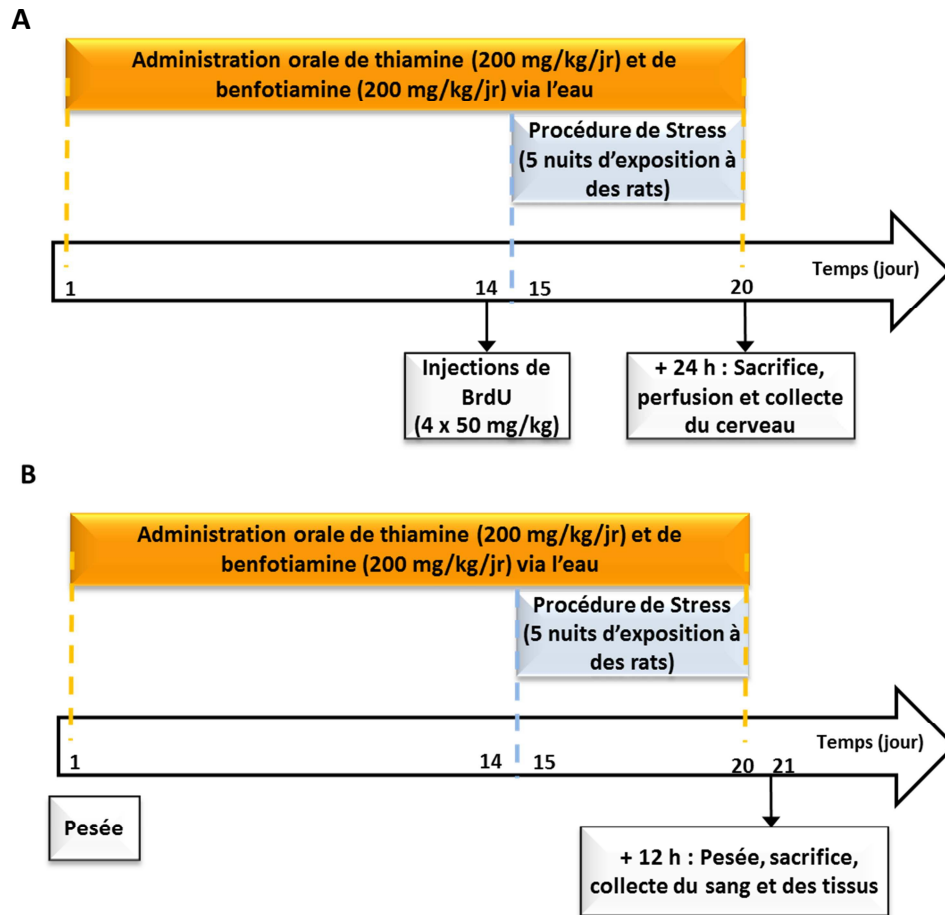 A
Administration orale de thiamine (200 mg/kg/jr) et de
benfotiamine (200 mg/kg/jr) via l'eau
Procédure de Stress
(5 nuits d'exposition à
des rats)
Temps (jour)
1
14
15
20
Injections de
BrdU
(4 x 50 mg/kg)
+ 24 h : Sacrifice,
perfusion et collecte
du cerveau
B
Administration orale de thiamine (200 mg/kg/jr) et de
benfotiamine (200 mg/kg/jr) via l'eau
Procédure de Stress
(5 nuits d'exposition à
des rats)
Temps (jour)
1
14
15
20
21
Pesée
+ 12 h : Pesée, sacrifice,
collecte du sang et des tissus